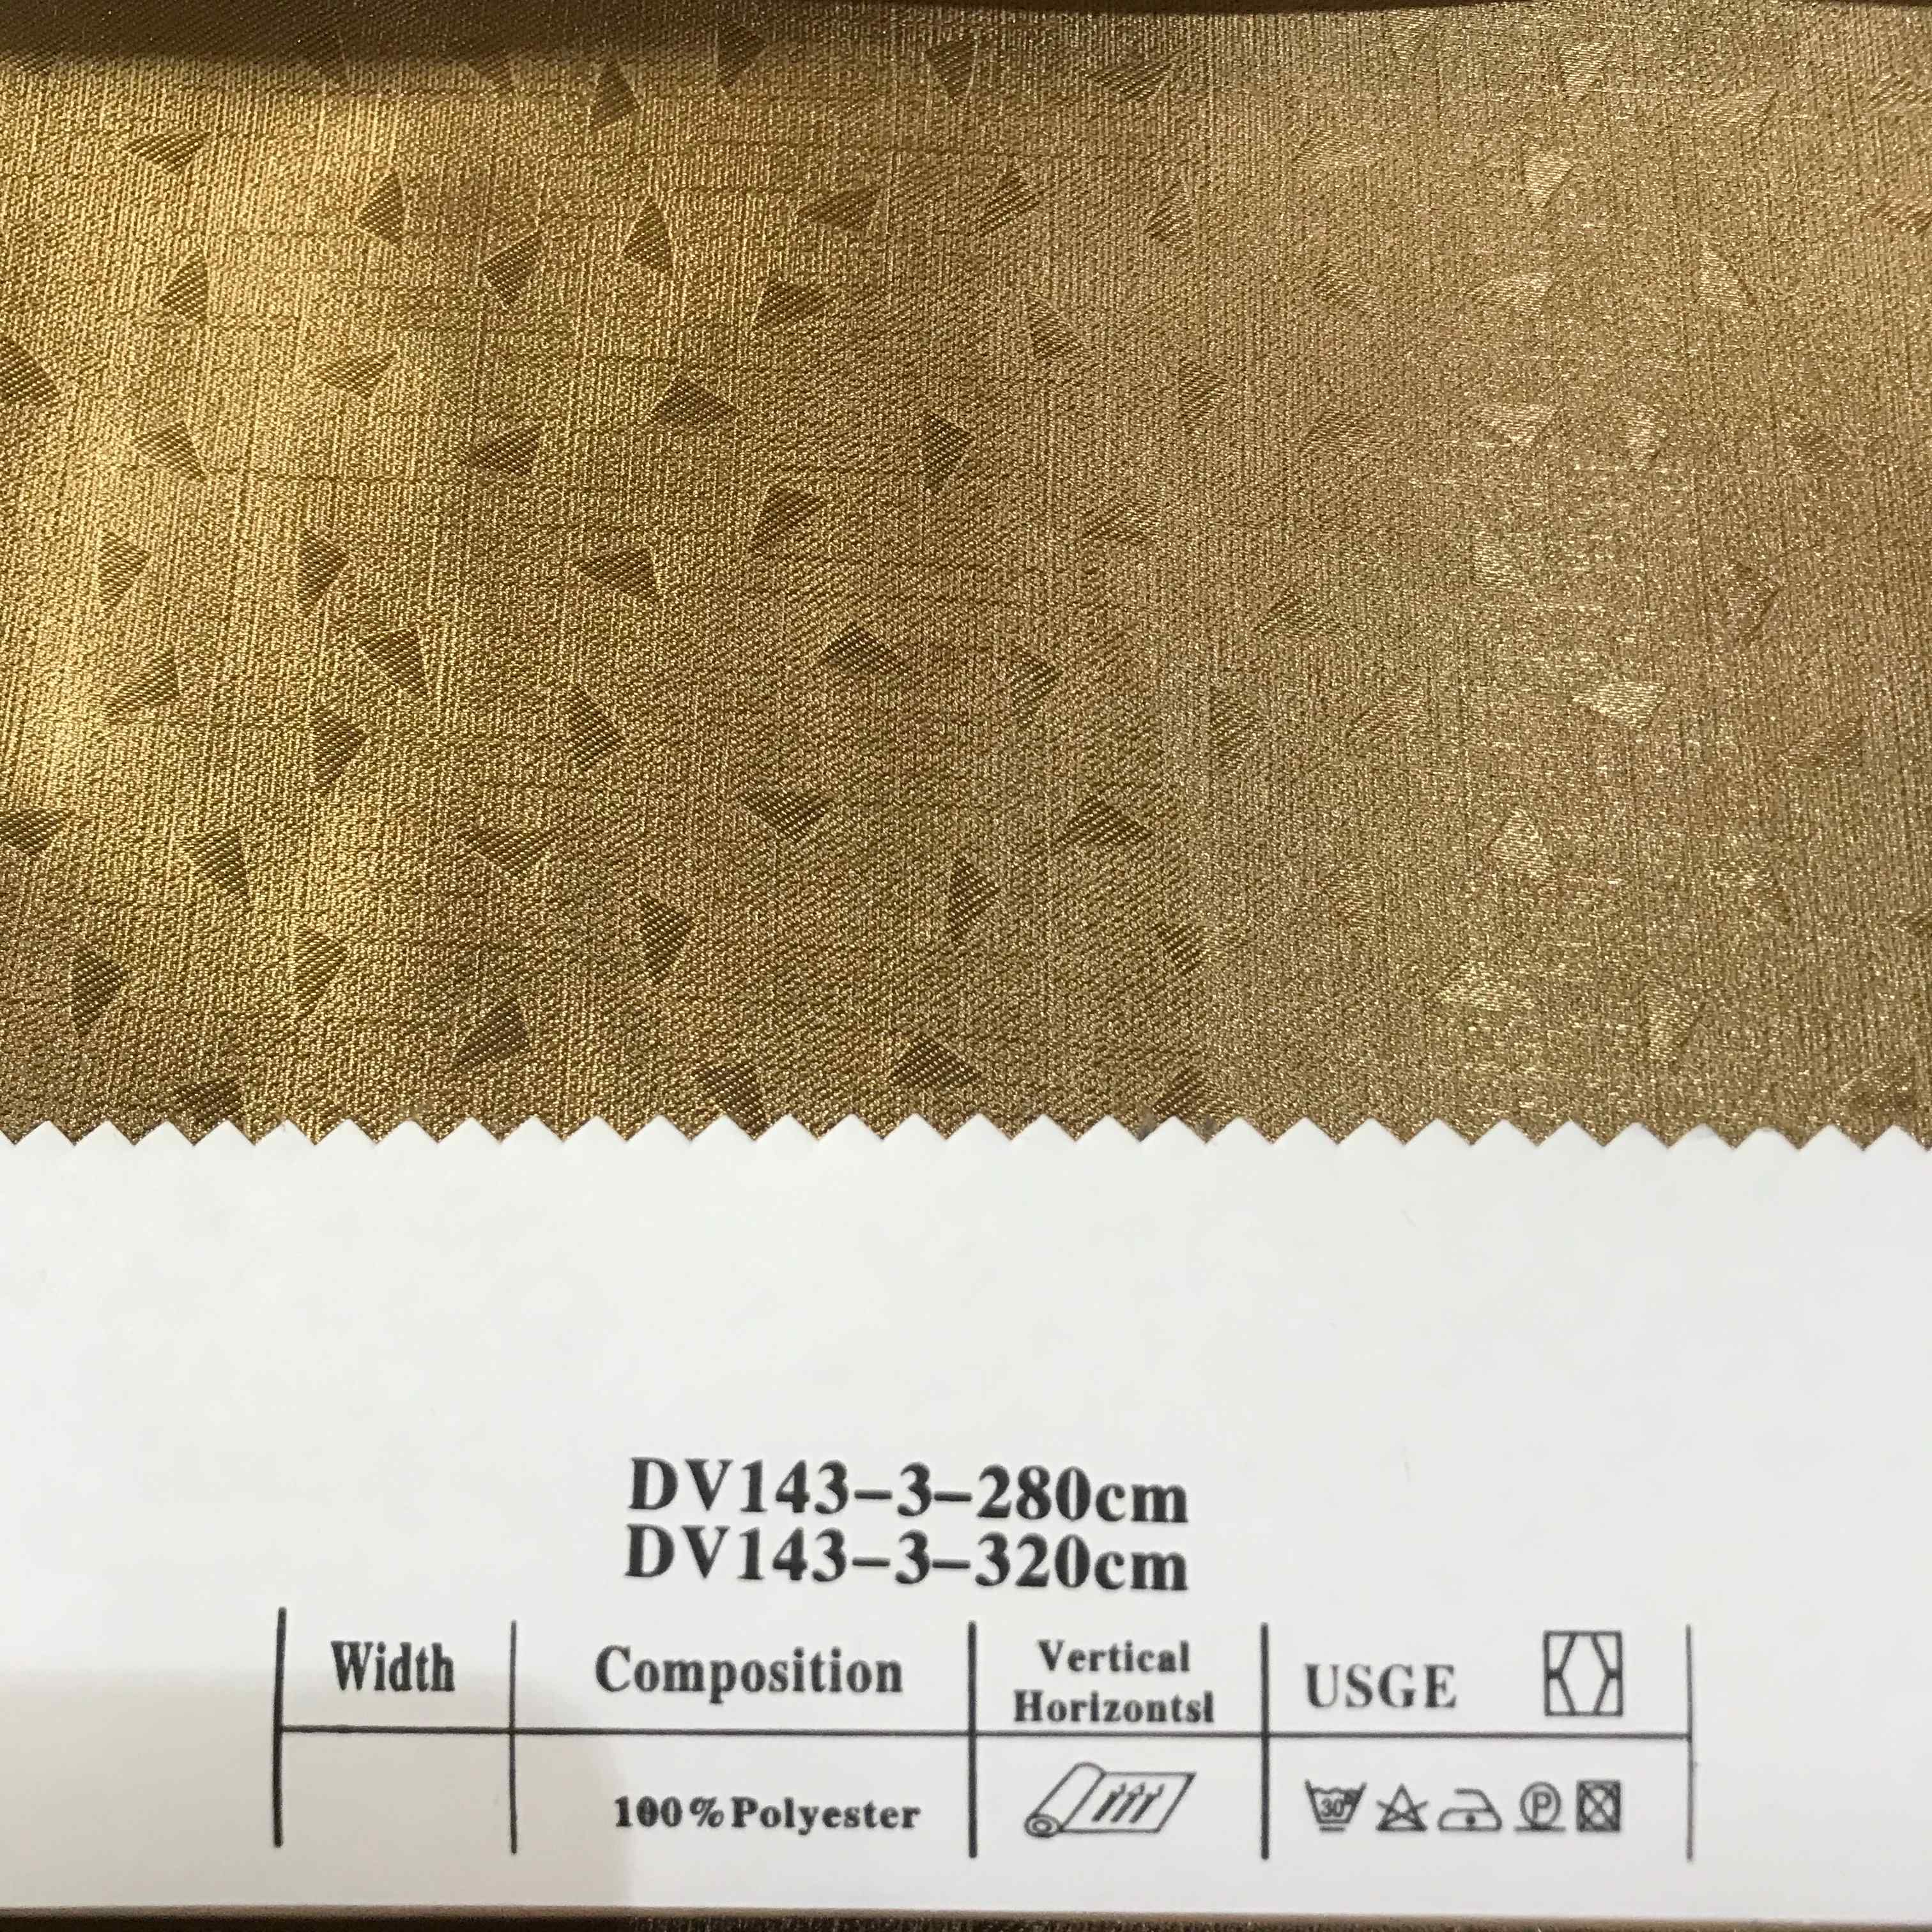 DV143-3-280cm
DV143-3-320cm
Width Composition Vertical Horizontsl USGE
100%Polyester 30° P